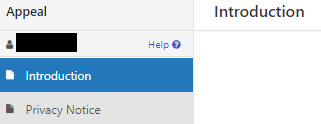 Appeal
Introduction
Help
Introduction
Privacy Notice